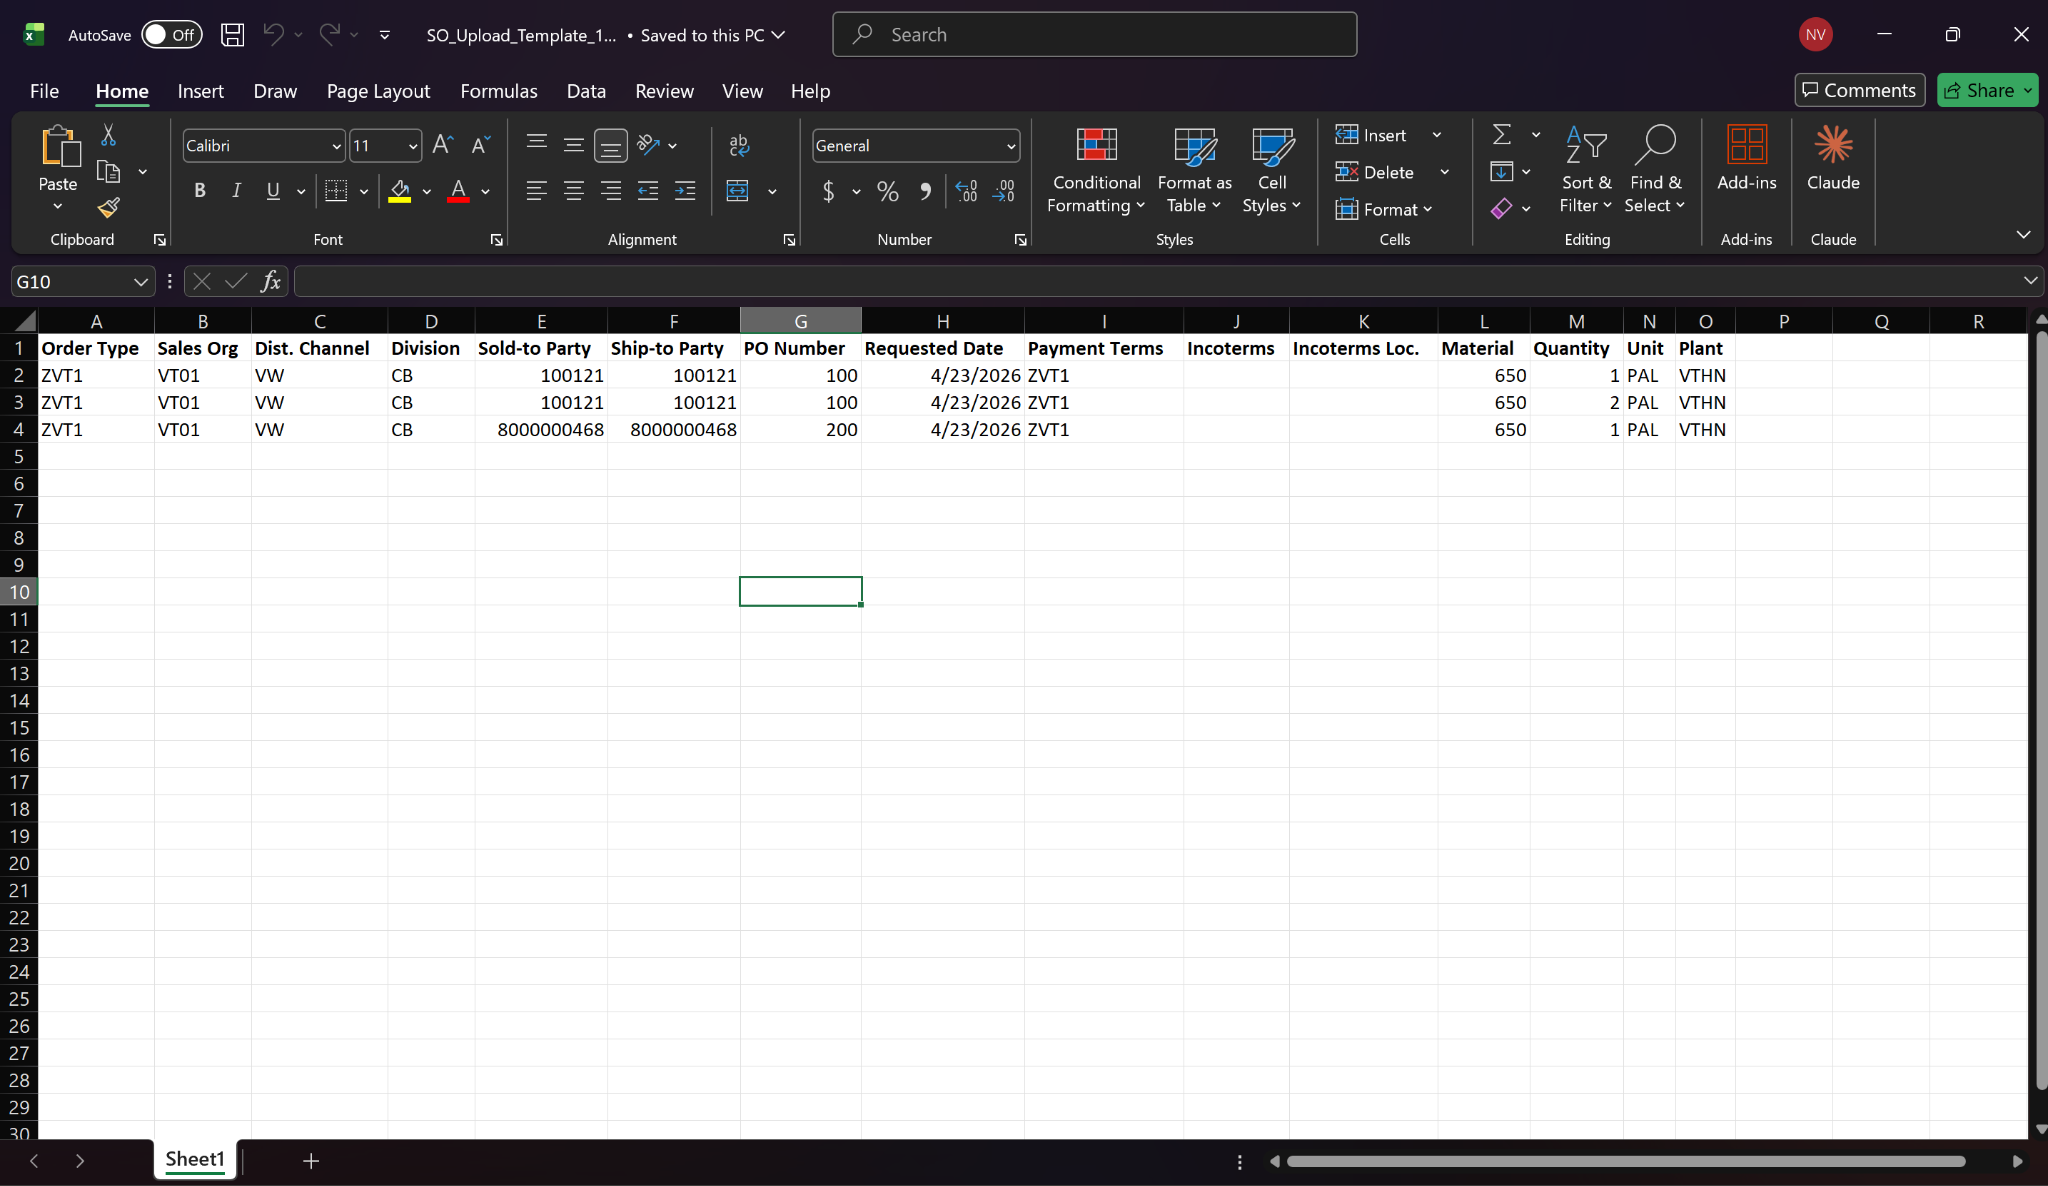 AutoSave Off SO_Upload_Template_1... • Saved to this PC Search NV
File Home Insert Draw Page Layout Formulas Data Review View Help Comments Share
Paste Calibri 11 General Conditional Formatting Format as Table Cell Styles Insert Delete Format Sort & Filter Find & Select Add-ins Claude
Clipboard Font Alignment Number Styles Cells Editing Add-ins Claude
G10 fx
A B C D E F G H I J K L M N O P Q R
1 Order Type Sales Org Dist. Channel Division Sold-to Party Ship-to Party PO Number Requested Date Payment Terms Incoterms Incoterms Loc. Material Quantity Unit Plant
2 ZVT1 VT01 VW CB 100121 100121 100 4/23/2026 ZVT1 650 1 PAL VTHN
3 ZVT1 VT01 VW CB 100121 100121 100 4/23/2026 ZVT1 650 2 PAL VTHN
4 ZVT1 VT01 VW CB 8000000468 8000000468 200 4/23/2026 ZVT1 650 1 PAL VTHN
5
6
7
8
9
10
11
12
13
14
15
16
17
18
19
20
21
22
23
24
25
26
27
28
29
30
Sheet1